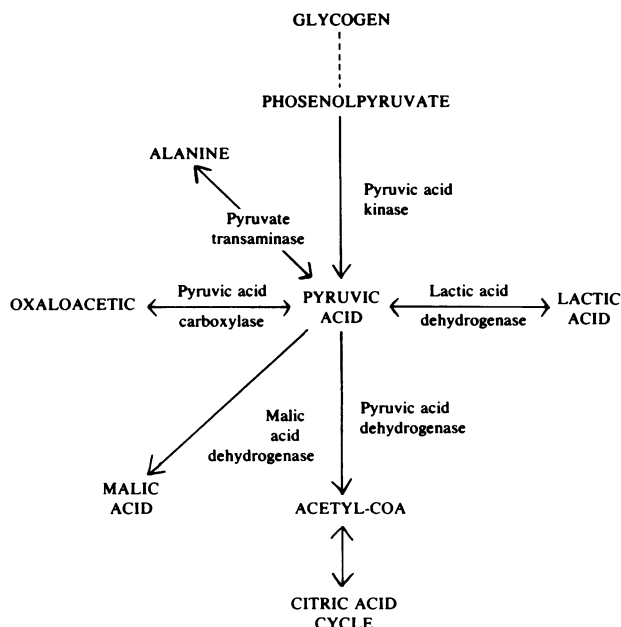 GLYCOGEN
PHOSENOLPYRUVATE
ALANINE
Pyruvic acid
kinase
Pyruvate
transaminase
OXALOACETIC
Pyruvic acid
carboxylase
PYRUVIC
ACID
Lactic acid
dehydrogenase
LACTIC
ACID
Malic
acid
dehydrogenase
Pyruvic acid
dehydrogenase
MALIC
ACID
ACETYL-COA
CITRIC ACID
CYCLE